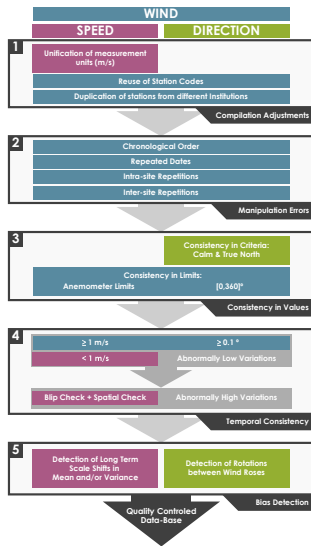 WIND
SPEED DIRECTION
1
Unification of measurement
units (m/s)
Reuse of Station Codes
Duplication of stations from different Institutions
Compilation Adjustments
2
Chronological Order
Repeated Dates
Intra-site Repetitions
Inter-site Repetitions
Manipulation Errors
3
Consistency in Criteria:
Calm & True North
Consistency in Limits:
Anemometer Limits [0,360]º
Consistency in Values
4
≥ 1 m/s ≥ 0.1 º
< 1 m/s Abnormally Low Variations
Blip Check + Spatial Check Abnormally High Variations
Temporal Consistency
5
Detection of Long Term
Scale Shifts in
Mean and/or Variance
Detection of Rotations
between Wind Roses
Bias Detection
Quality Controled
Data-Base